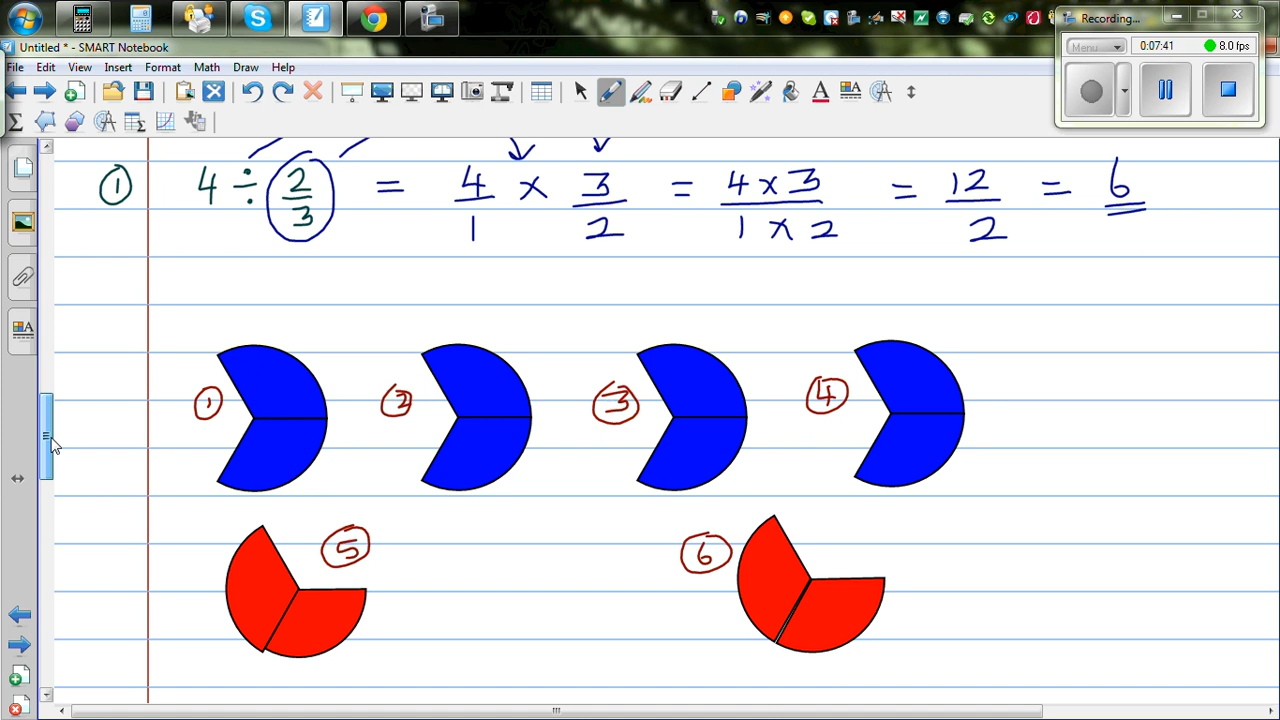 Untitled * - SMART Notebook
File Edit View Insert Format Math Draw Help
Recording...
Menu 0:07:41 8.0 fps
① 4 ÷ 2/3 = 4/1 × 3/2 = 4 × 3 / 1 × 2 = 12/2 = 6
① ② ③ ④
⑤ ⑥